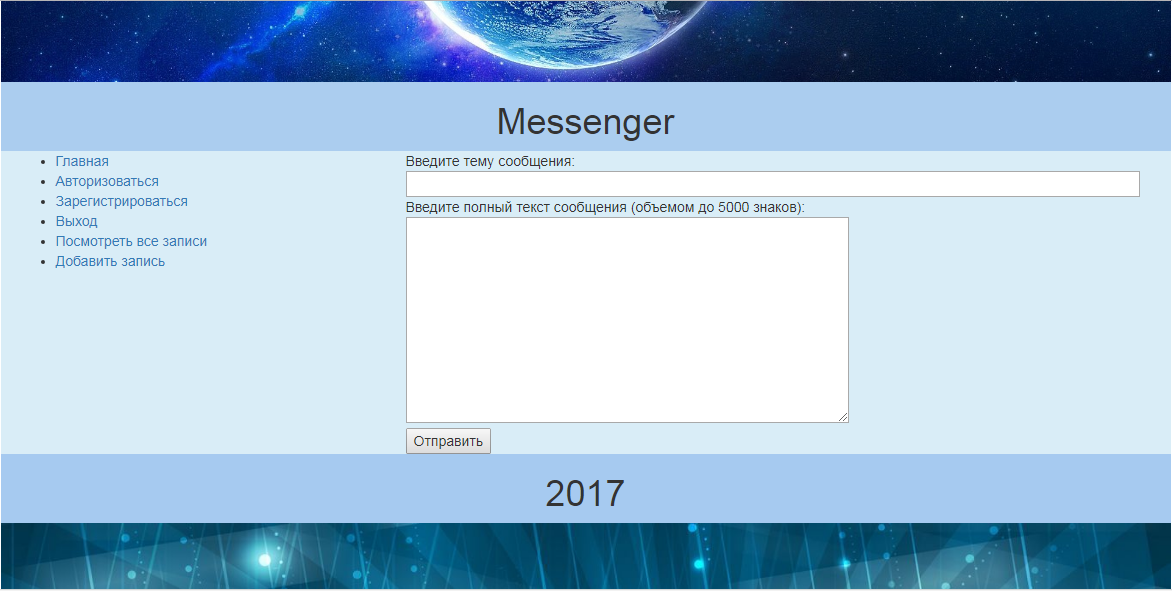 Messenger
Главная
Авторизоваться
Зарегистрироваться
Выход
Посмотреть все записи
Добавить запись
Введите тему сообщения:
Введите полный текст сообщения (объемом до 5000 знаков):
Отправить
2017